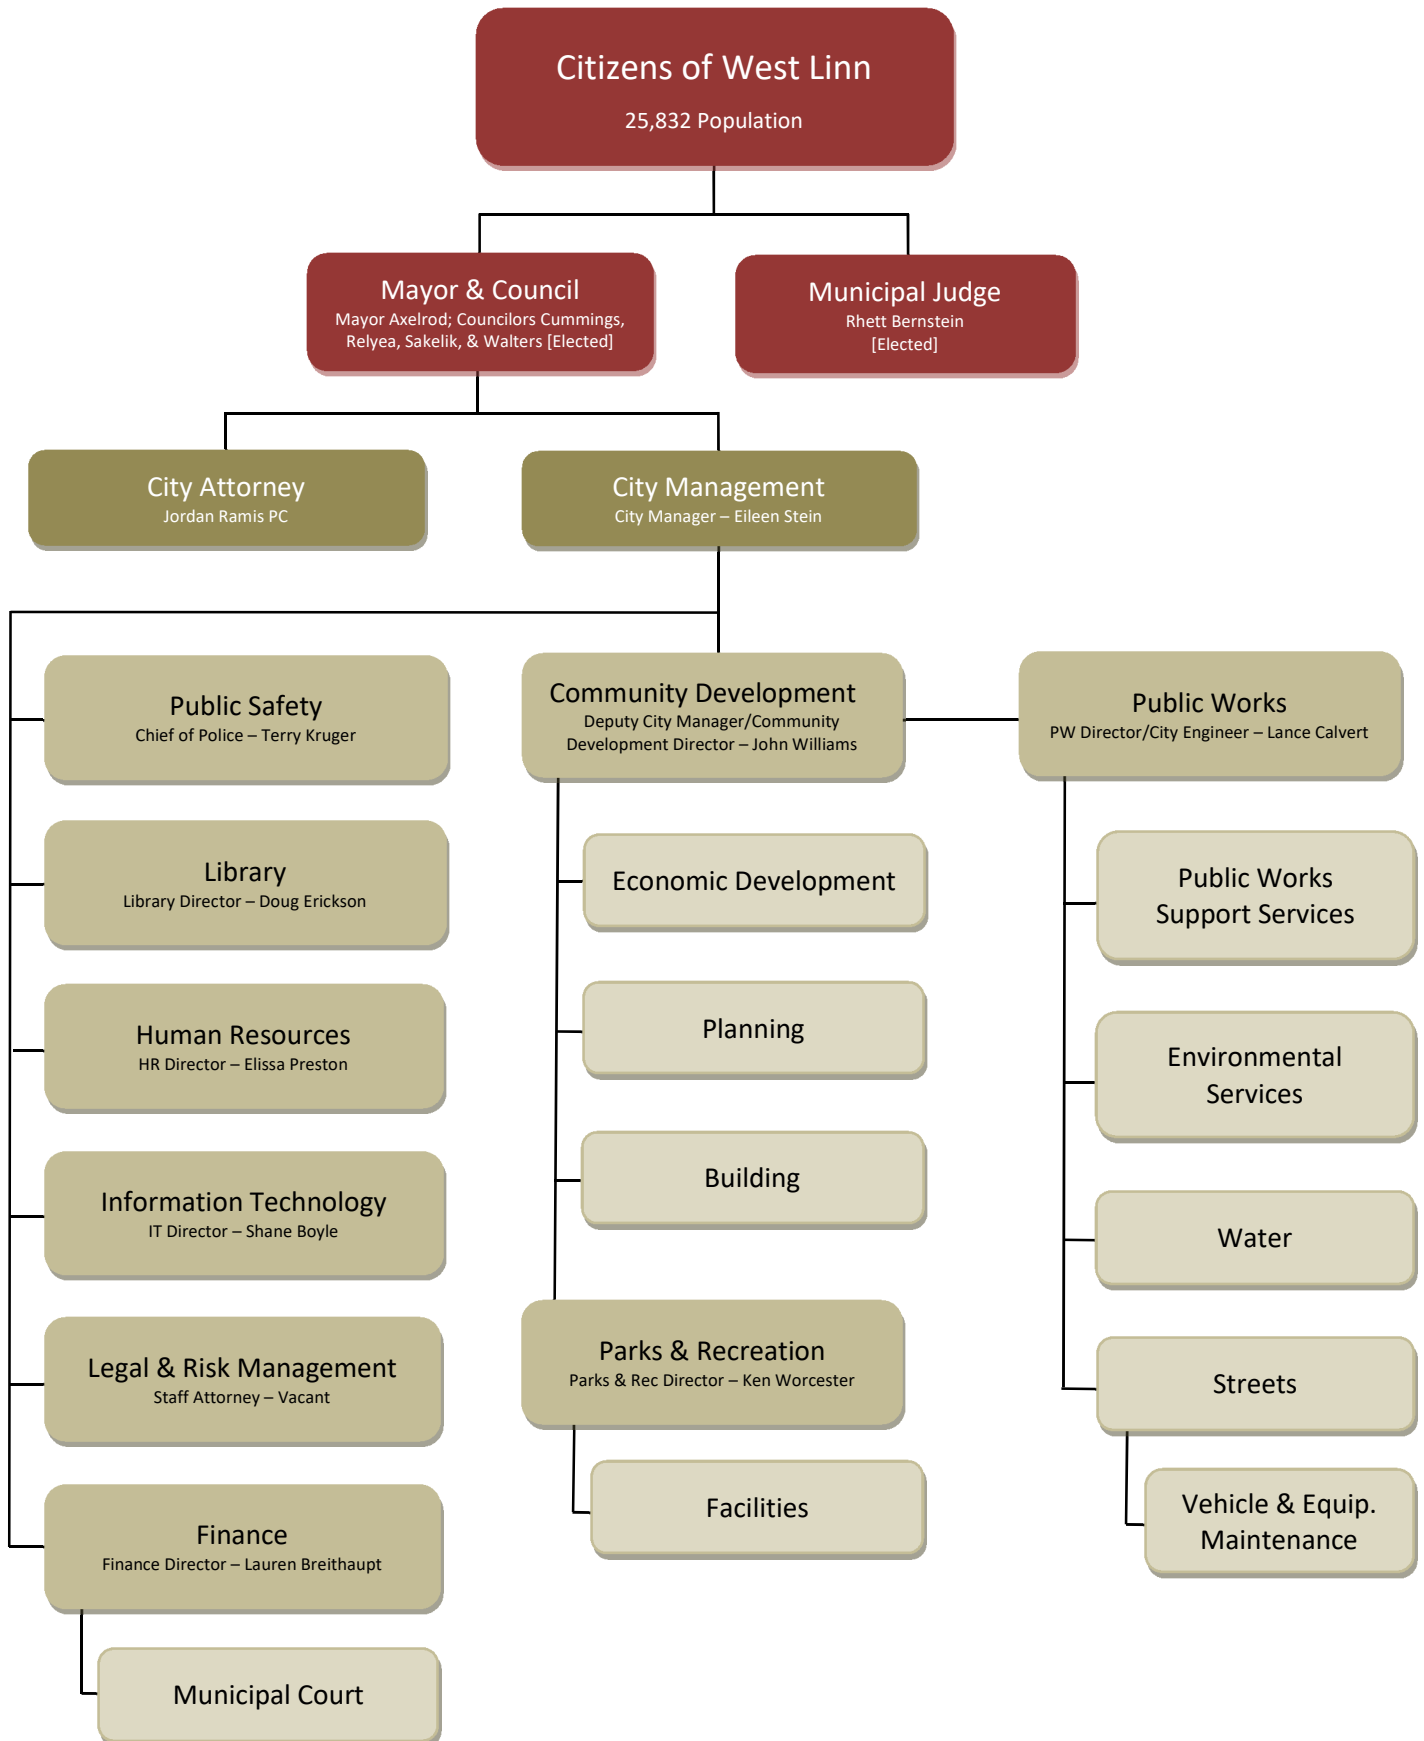 Citizens of West Linn
25,832 Population
Mayor & Council
Mayor Axelrod; Councilors Cummings,
Relyea, Sakelik, & Walters [Elected]
Municipal Judge
Rhett Bernstein
[Elected]
City Attorney
Jordan Ramis PC
City Management
City Manager – Eileen Stein
Public Safety
Chief of Police – Terry Kruger
Library
Library Director – Doug Erickson
Human Resources
HR Director – Elissa Preston
Information Technology
IT Director – Shane Boyle
Legal & Risk Management
Staff Attorney – Vacant
Finance
Finance Director – Lauren Breithaupt
Municipal Court
Community Development
Deputy City Manager/Community
Development Director – John Williams
Economic Development
Planning
Building
Parks & Recreation
Parks & Rec Director – Ken Worcester
Facilities
Public Works
PW Director/City Engineer – Lance Calvert
Public Works
Support Services
Environmental
Services
Water
Streets
Vehicle & Equip.
Maintenance